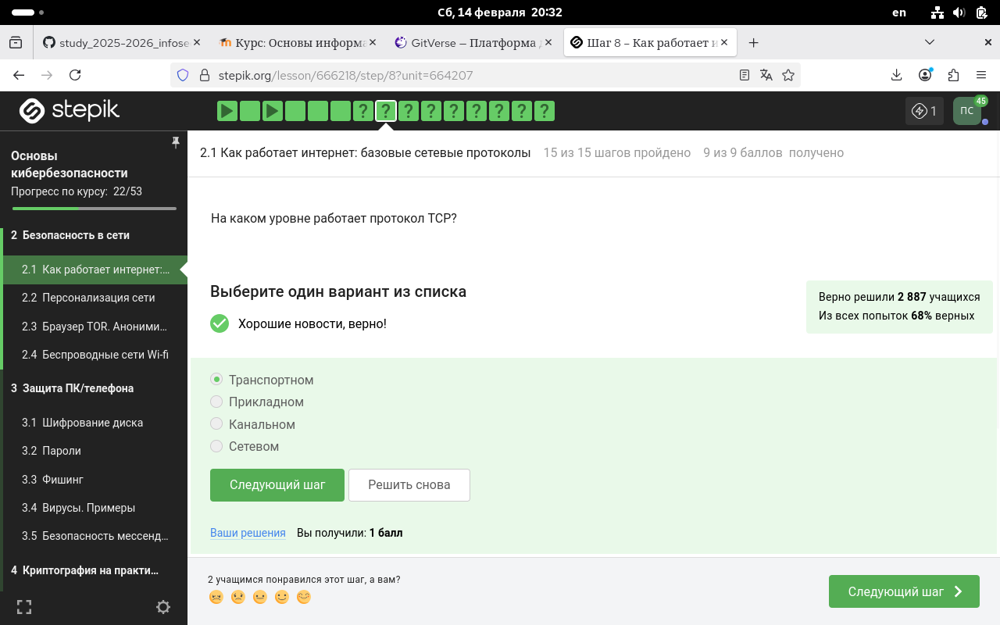 Сб, 14 февраля 20:32
en
study_2025-2026_infose
Курс: Основы информа
GitVerse — Платформа д
Шаг 8 – Как работает и
stepik.org/lesson/666218/step/8?unit=664207
stepik
? ? ? ? ? ? ? ? ?
1
ПС
45
Основы
кибербезопасности
Прогресс по курсу: 22/53
2 Безопасность в сети
2.1 Как работает интернет:...
2.2 Персонализация сети
2.3 Браузер TOR. Аноними...
2.4 Беспроводные сети Wi-fi
3 Защита ПК/телефона
3.1 Шифрование диска
3.2 Пароли
3.3 Фишинг
3.4 Вирусы. Примеры
3.5 Безопасность мессенд...
4 Криптография на практи...
2.1 Как работает интернет: базовые сетевые протоколы 15 из 15 шагов пройдено 9 из 9 баллов получено
На каком уровне работает протокол TCP?
Выберите один вариант из списка
Хорошие новости, верно!
Верно решили 2 887 учащихся
Из всех попыток 68% верных
Транспортном
Прикладном
Канальном
Сетевом
Следующий шаг
Решить снова
Ваши решения Вы получили: 1 балл
2 учащимся понравился этот шаг, а вам?
Следующий шаг